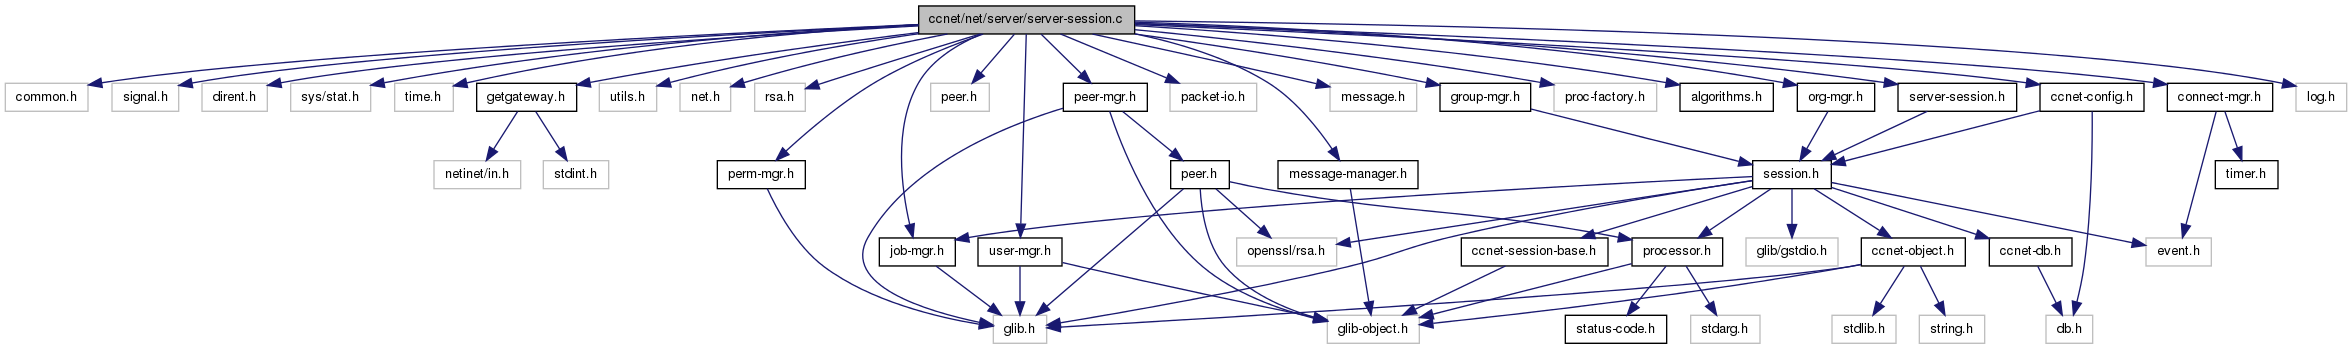 ccnet/net/server/server-session.c
common.h
signal.h
dirent.h
sys/stat.h
time.h
getgateway.h
utils.h
net.h
rsa.h
peer.h
peer-mgr.h
packet-io.h
message.h
group-mgr.h
proc-factory.h
algorithms.h
org-mgr.h
server-session.h
ccnet-config.h
connect-mgr.h
log.h
netinet/in.h
stdint.h
perm-mgr.h
peer.h
message-manager.h
session.h
timer.h
job-mgr.h
user-mgr.h
openssl/rsa.h
ccnet-session-base.h
processor.h
glib/gstdio.h
ccnet-object.h
ccnet-db.h
event.h
glib.h
glib-object.h
status-code.h
stdarg.h
stdlib.h
string.h
db.h